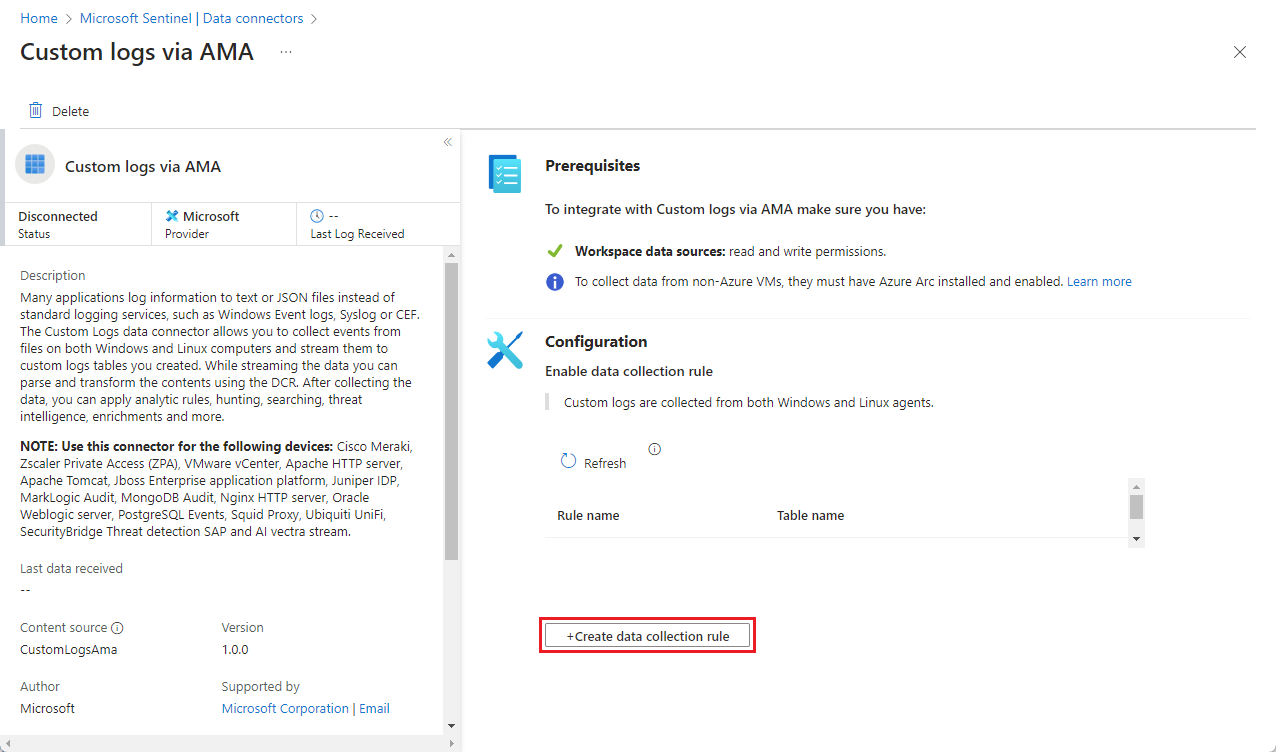 Home > Microsoft Sentinel | Data connectors >
Custom logs via AMA ...
Delete
Custom logs via AMA
Disconnected
Status
Microsoft
Provider
--
Last Log Received
Description
Many applications log information to text or JSON files instead of
standard logging services, such as Windows Event logs, Syslog or CEF.
The Custom Logs data connector allows you to collect events from
files on both Windows and Linux computers and stream them to
custom logs tables you created. While streaming the data you can
parse and transform the contents using the DCR. After collecting the
data, you can apply analytic rules, hunting, searching, threat
intelligence, enrichments and more.
NOTE: Use this connector for the following devices: Cisco Meraki,
Zscaler Private Access (ZPA), VMware vCenter, Apache HTTP server,
Apache Tomcat, Jboss Enterprise application platform, Juniper IDP,
MarkLogic Audit, MongoDB Audit, Nginx HTTP server, Oracle
Weblogic server, PostgreSQL Events, Squid Proxy, Ubiquiti UniFi,
SecurityBridge Threat detection SAP and AI vectra stream.
Last data received
--
Content source
CustomLogsAma
Version
1.0.0
Author
Microsoft
Supported by
Microsoft Corporation | Email
Prerequisites
To integrate with Custom logs via AMA make sure you have:
Workspace data sources: read and write permissions.
To collect data from non-Azure VMs, they must have Azure Arc installed and enabled. Learn more
Configuration
Enable data collection rule
Custom logs are collected from both Windows and Linux agents.
Refresh
Rule name Table name
+Create data collection rule